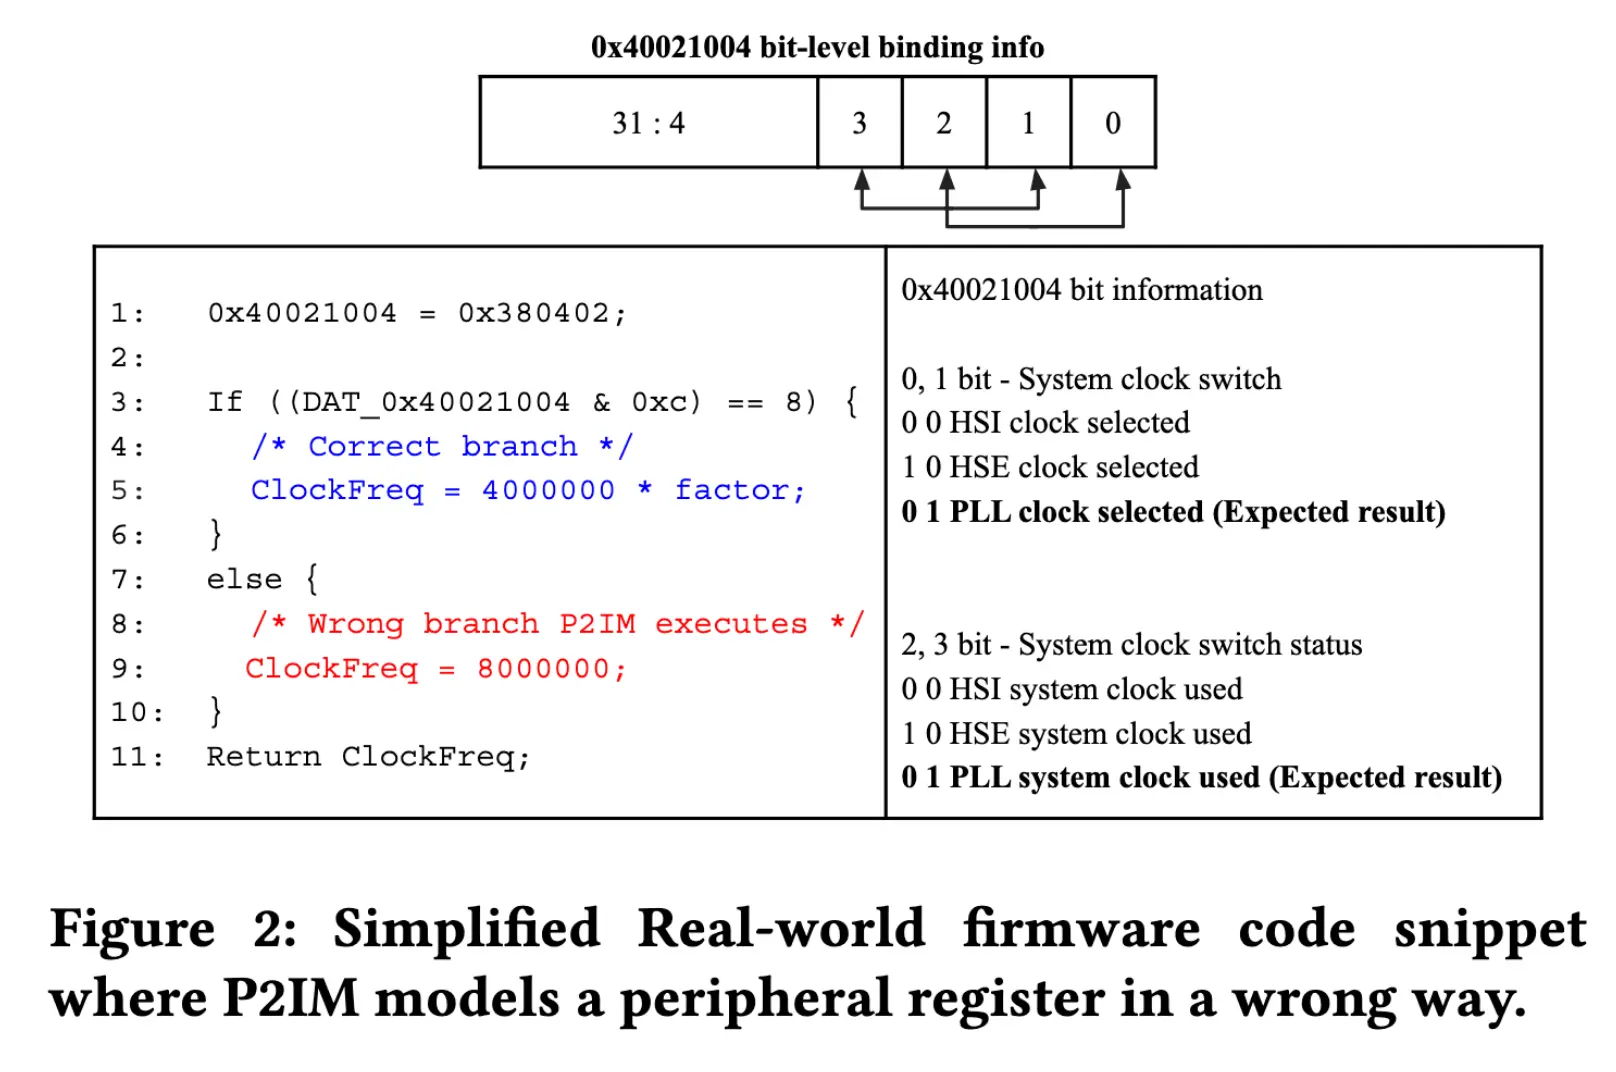 0x40021004 bit-level binding info
31 : 4 3 2 1 0
1: 0x40021004 = 0x380402;
2:
3: If ((DAT_0x40021004 & 0xc) == 8) {
4: /* Correct branch */
5: ClockFreq = 4000000 * factor;
6: }
7: else {
8: /* Wrong branch P2IM executes */
9: ClockFreq = 8000000;
10: }
11: Return ClockFreq;
0x40021004 bit information
0, 1 bit - System clock switch
0 0 HSI clock selected
1 0 HSE clock selected
0 1 PLL clock selected (Expected result)
2, 3 bit - System clock switch status
0 0 HSI system clock used
1 0 HSE system clock used
0 1 PLL system clock used (Expected result)
Figure 2: Simplified Real-world firmware code snippet
where P2IM models a peripheral register in a wrong way.